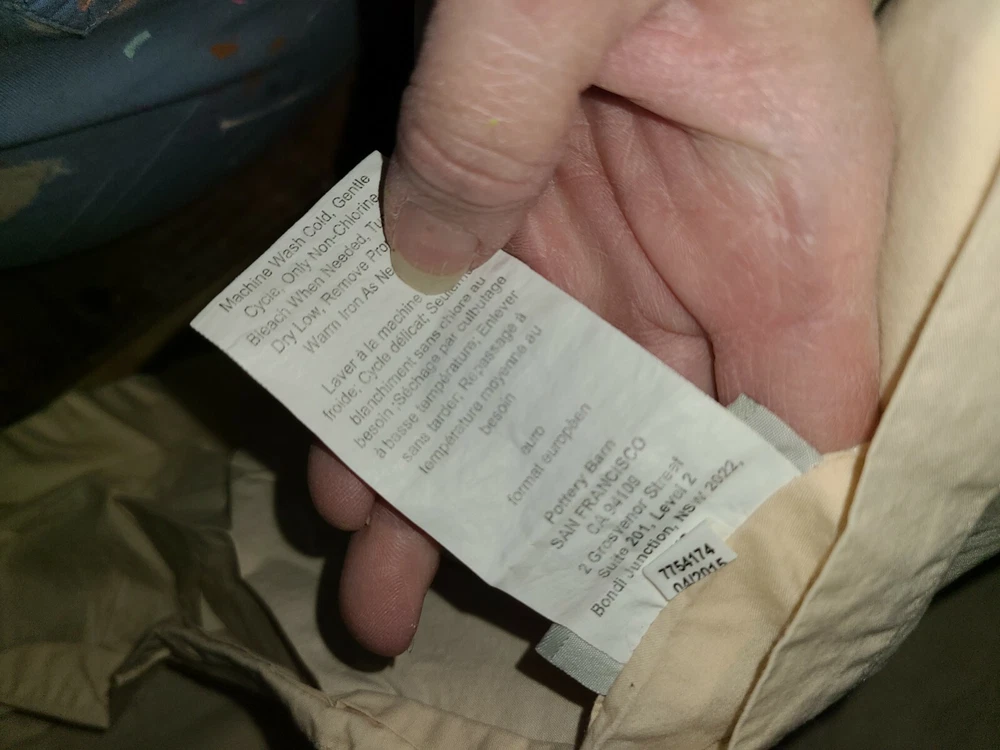 Machine Wash Cold, Gentle
Cycle, Only Non-Chlorine
Bleach When Needed, Tu
Dry Low, Remove Pro
Warm Iron As Ne
Laver à la machine
froide; Cycle délicat; Seulem
blanchiment sans chlore au
besoin ;Séchage par culbutage
à basse température; Enlever
sans tarder; Repassage à
température moyenne au
besoin
euro
format européen
Pottery Barn
SAN FRANCISCO
CA 94109
2 Grosvenor Street
Suite 201, Level 2
Bondi Junction, NSW 2022,
7754174
04/2015